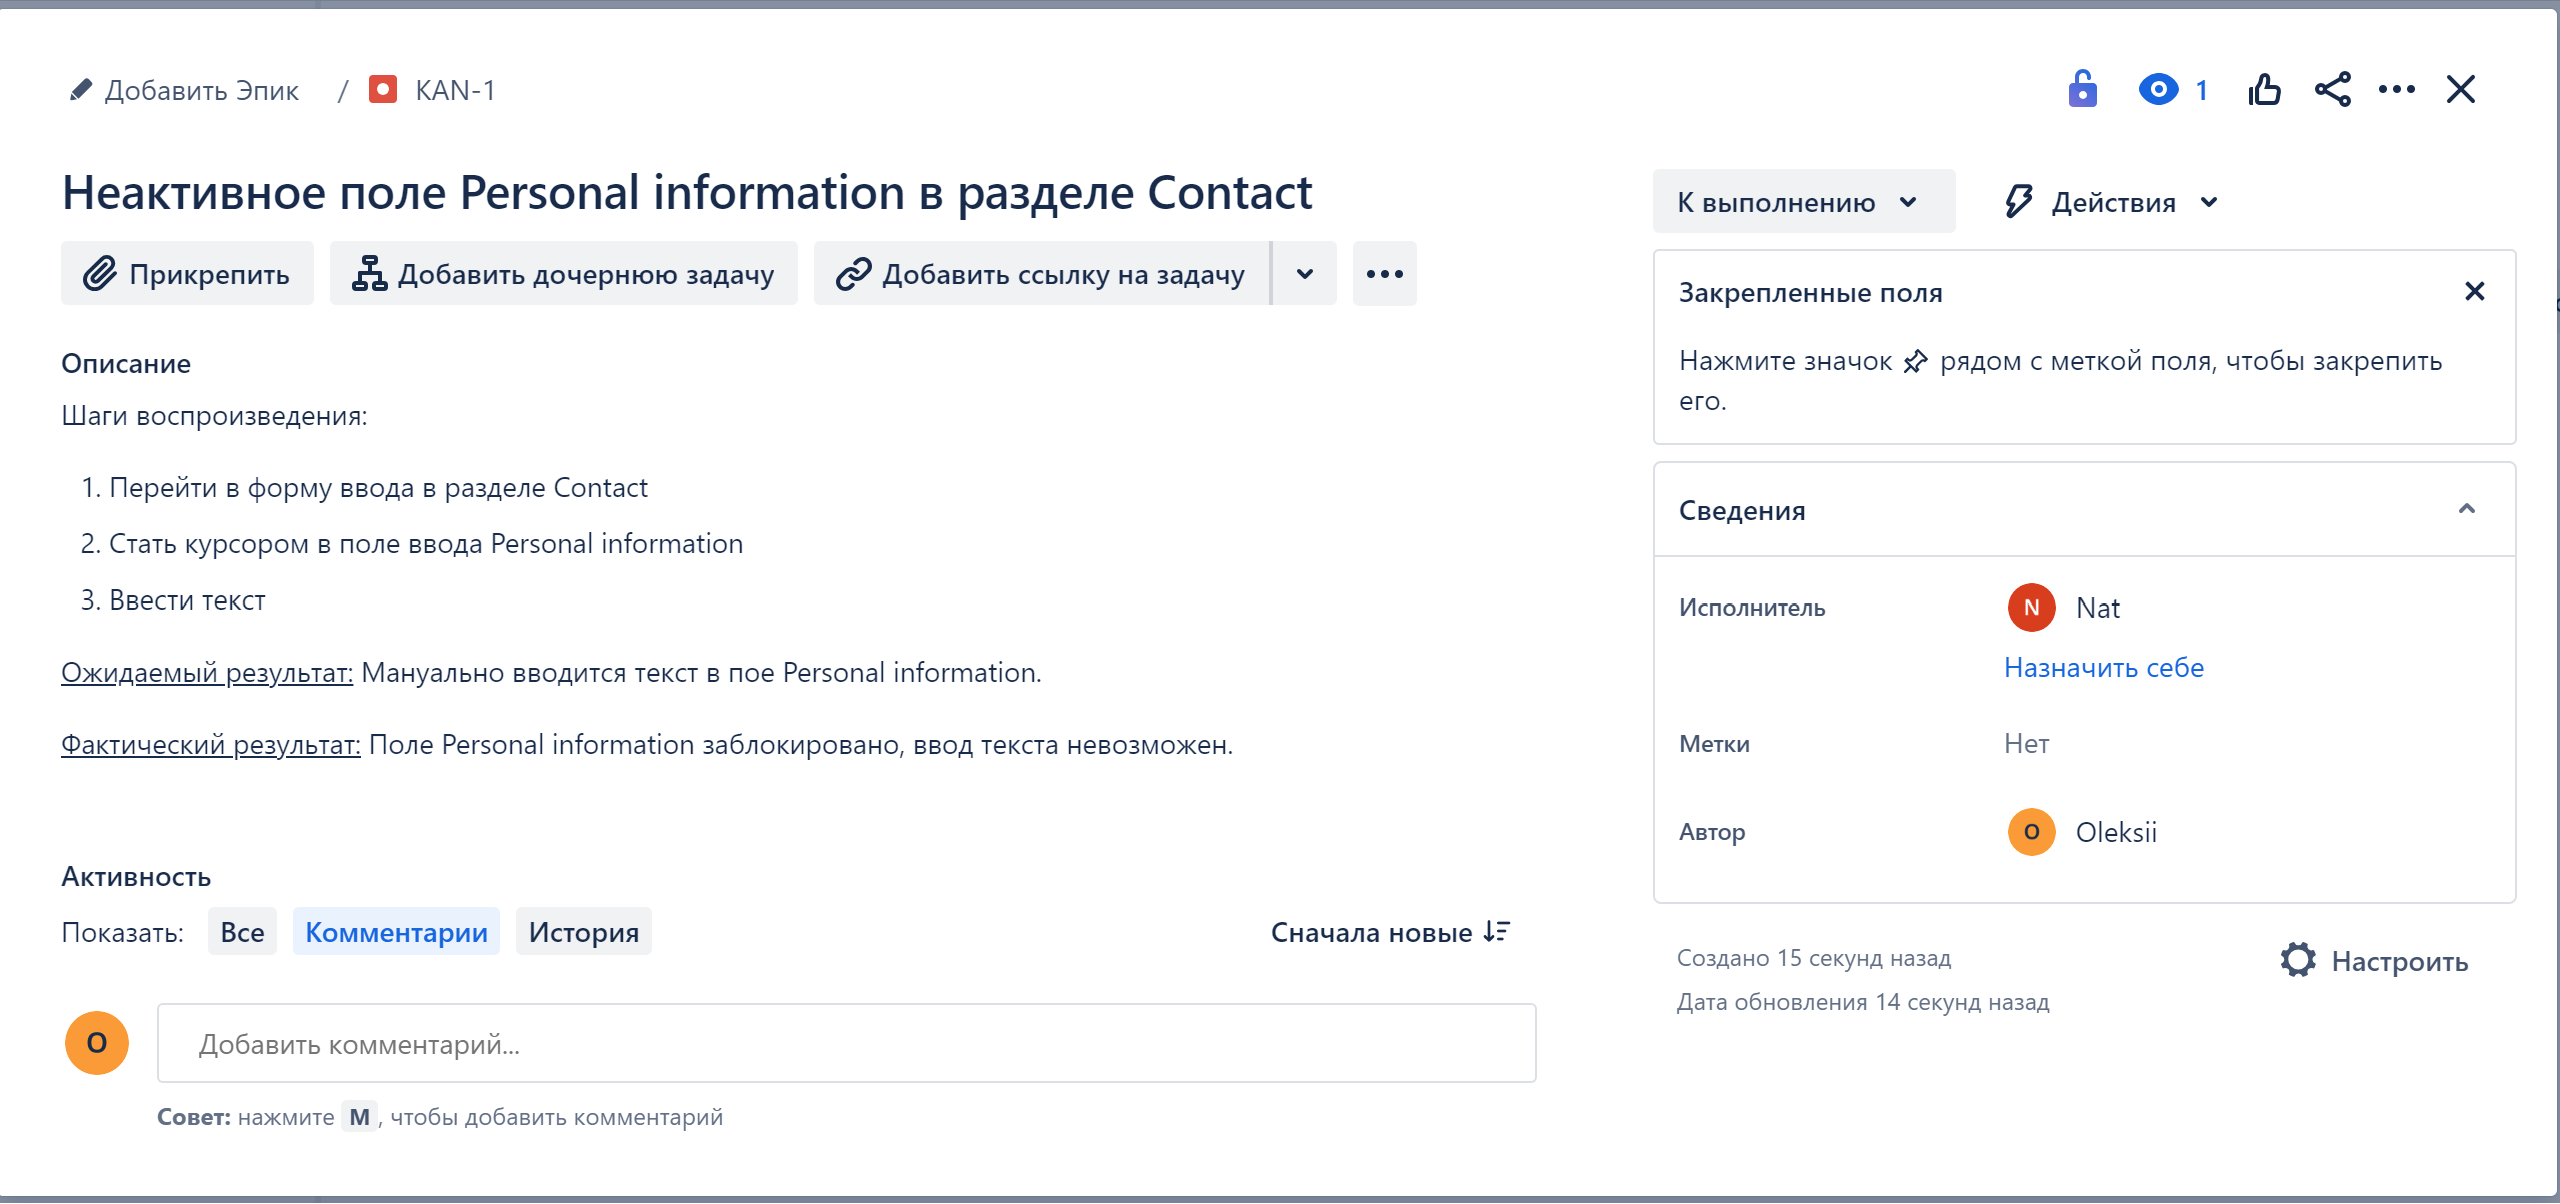 Добавить Эпик / KAN-1
1
Неактивное поле Personal information в разделе Contact
Прикрепить
Добавить дочернюю задачу
Добавить ссылку на задачу
Описание
Шаги воспроизведения:
1. Перейти в форму ввода в разделе Contact
2. Стать курсором в поле ввода Personal information
3. Ввести текст
Ожидаемый результат: Мануально вводится текст в пое Personal information.
Фактический результат: Поле Personal information заблокировано, ввод текста невозможен.
Активность
Показать: Все Комментарии История
Сначала новые
O
Добавить комментарий...
Совет: нажмите M, чтобы добавить комментарий
К выполнению
Действия
Закрепленные поля
Нажмите значок рядом с меткой поля, чтобы закрепить
его.
Сведения
Исполнитель N Nat
Назначить себе
Метки Нет
Автор O Oleksii
Создано 15 секунд назад
Дата обновления 14 секунд назад
Настроить